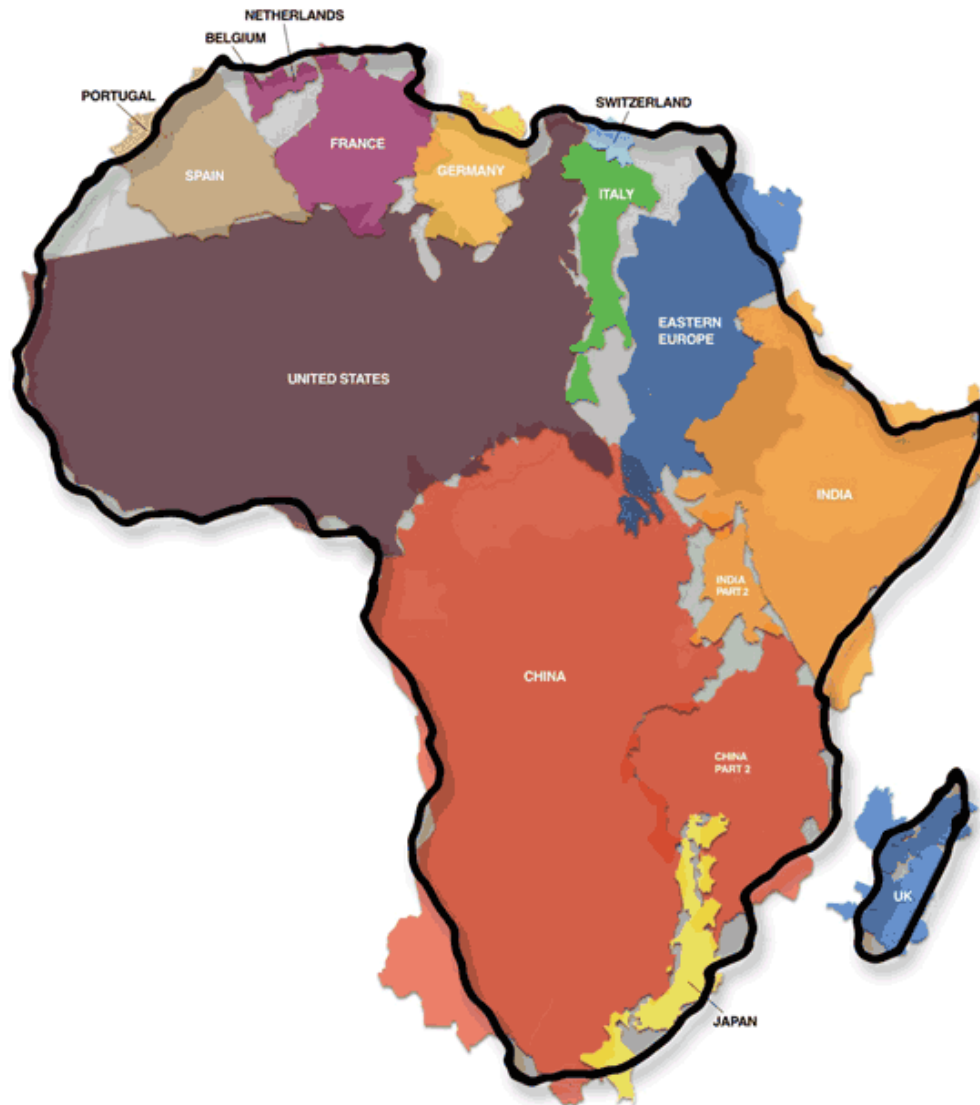 NETHERLANDS
BELGIUM
PORTUGAL
SWITZERLAND
FRANCE
SPAIN
GERMANY
ITALY
EASTERN
EUROPE
UNITED STATES
INDIA
INDIA
PART 2
CHINA
CHINA
PART 2
UK
JAPAN